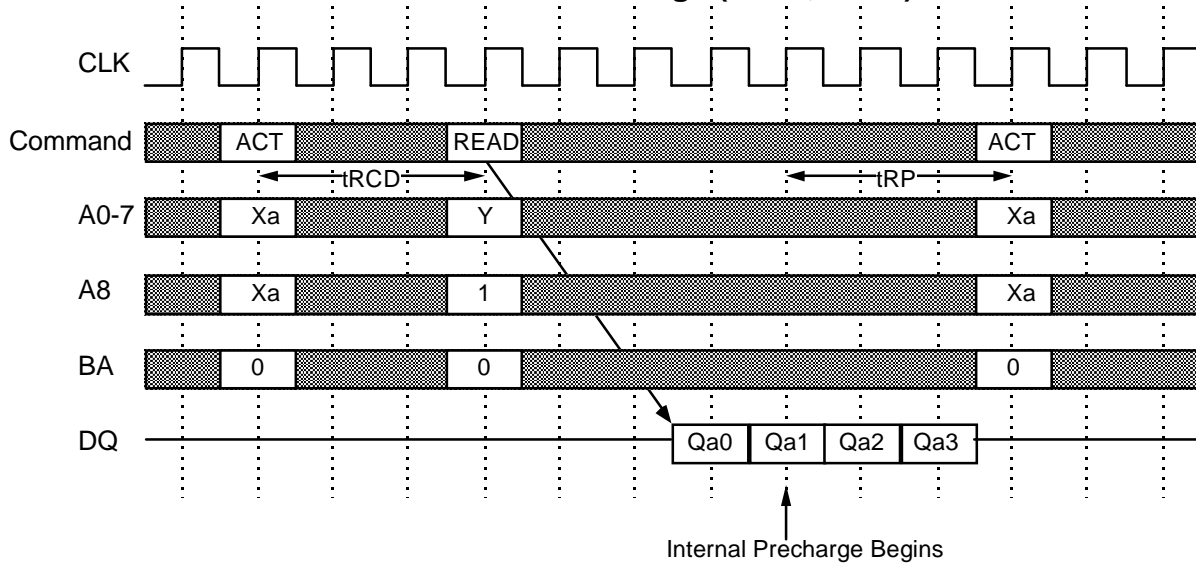 CLK
Command ACT READ ACT
tRCD tRP
A0-7 Xa Y Xa
A8 Xa 1 Xa
BA 0 0 0
DQ Qa0 Qa1 Qa2 Qa3
Internal Precharge Begins